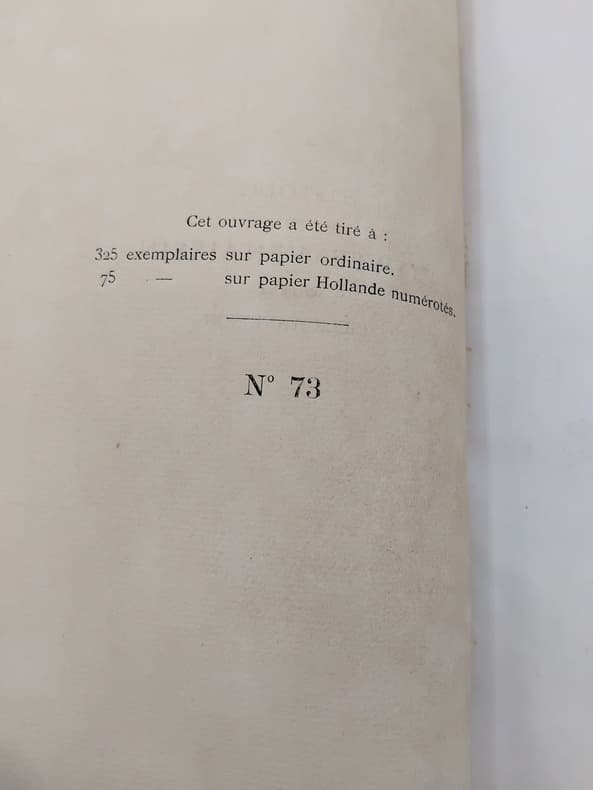 Cet ouvrage a été tiré à :
325 exemplaires sur papier ordinaire.
75 — sur papier Hollande numérotés.
N° 73